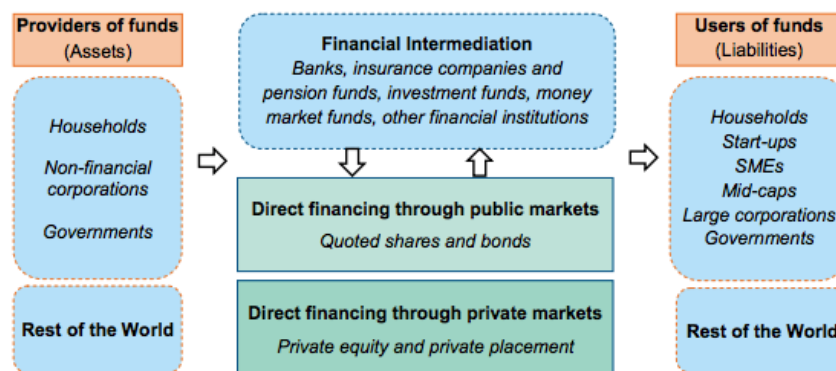 Providers of funds
(Assets)
Households
Non-financial
corporations
Governments
Rest of the World
Financial Intermediation
Banks, insurance companies and
pension funds, investment funds, money
market funds, other financial institutions
Direct financing through public markets
Quoted shares and bonds
Direct financing through private markets
Private equity and private placement
Users of funds
(Liabilities)
Households
Start-ups
SMEs
Mid-caps
Large corporations
Governments
Rest of the World